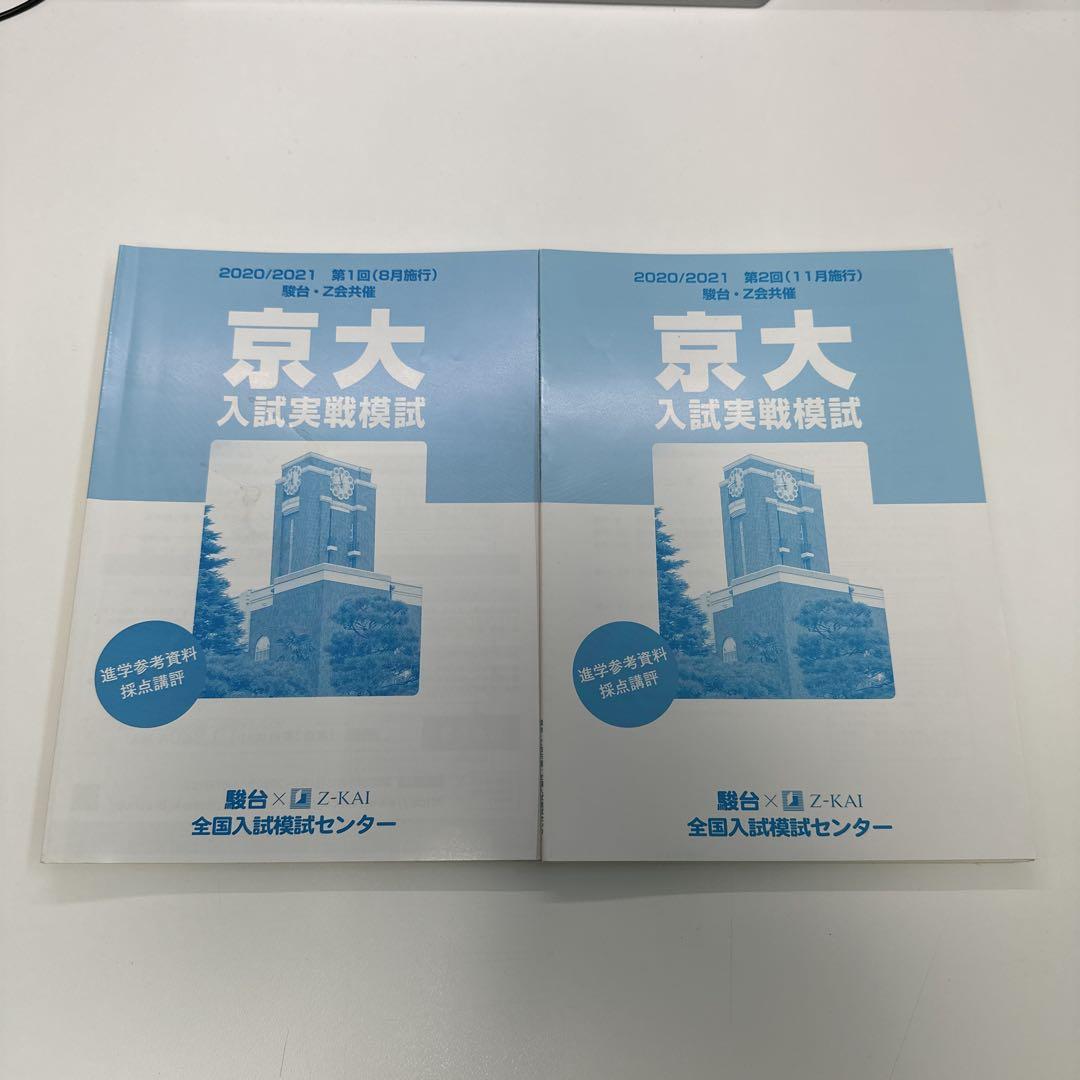 2020/2021 第1回(8月施行)
駿台・Z会共催
京大
入試実戦模試
進学参考資料
採点講評
駿台×Z-KAI
全国入試模試センター
2020/2021 第2回(11月施行)
駿台・Z会共催
京大
入試実戦模試
進学参考資料
採点講評
駿台×Z-KAI
全国入試模試センター